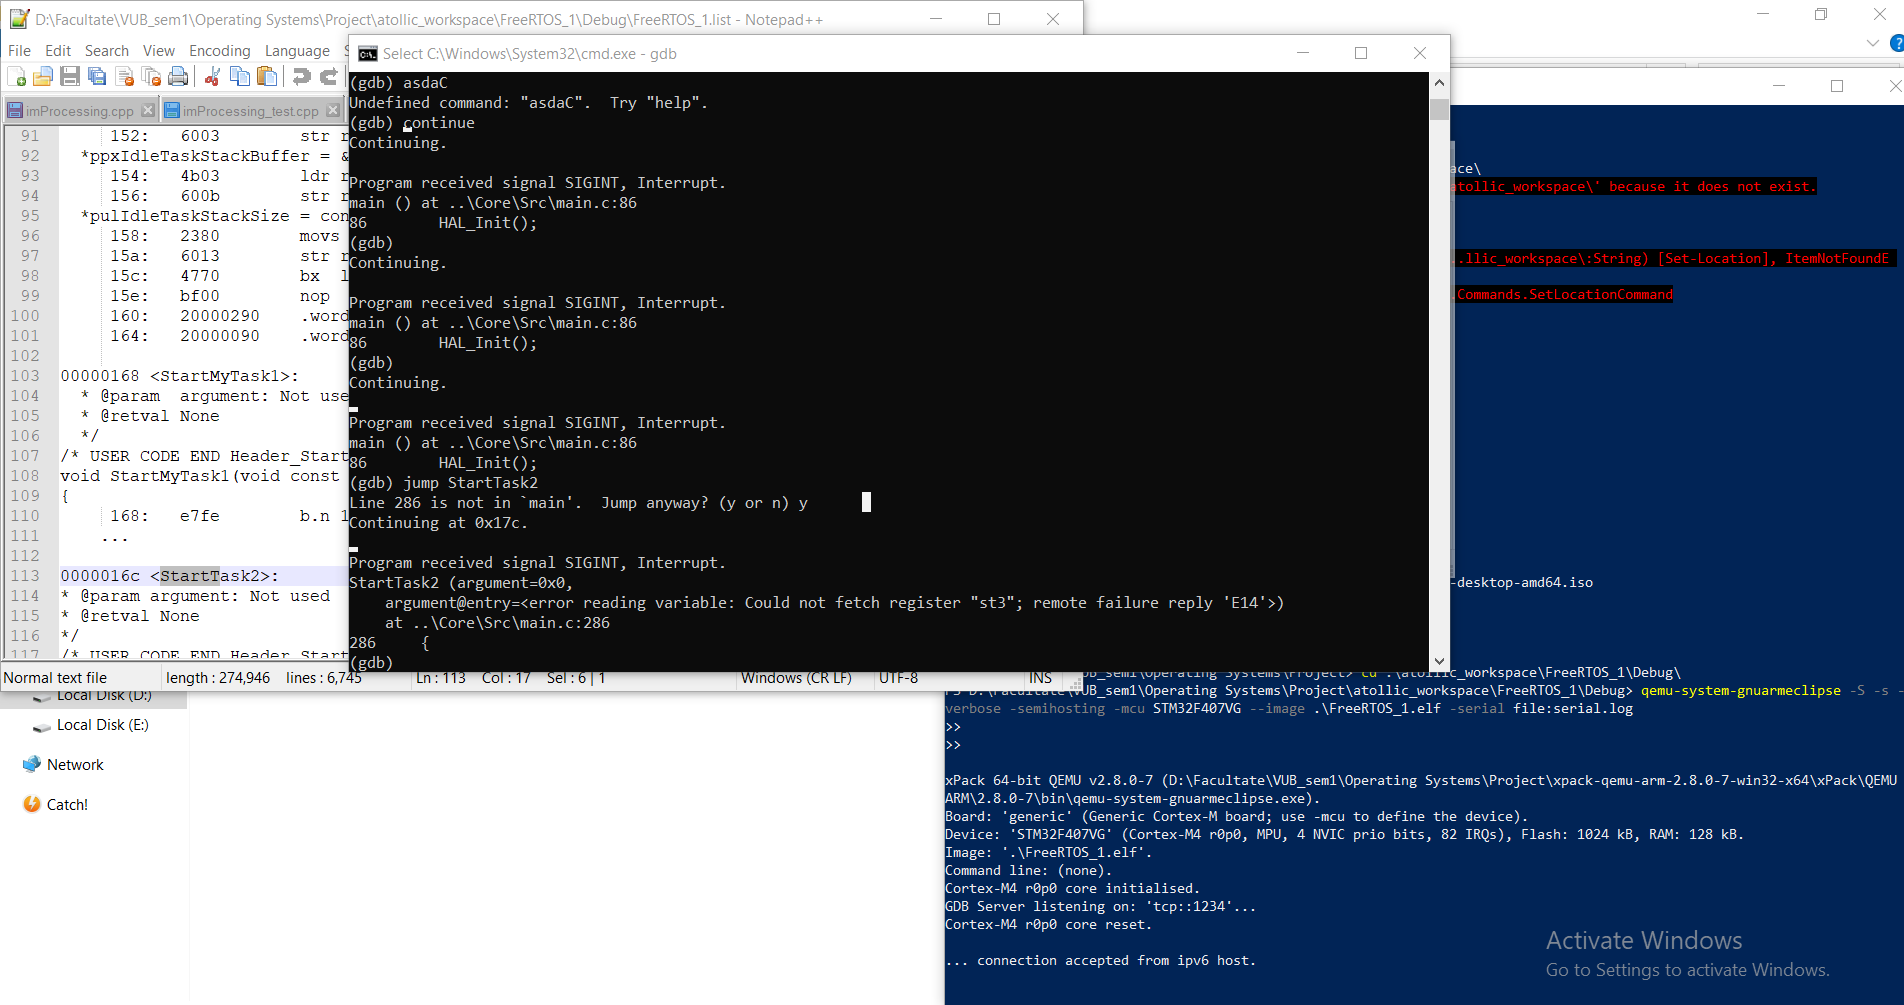 D:\Facultate\VUB_sem1\Operating Systems\Project\atollic_workspace\FreeRTOS_1\Debug\FreeRTOS_1.list - Notepad++
File Edit Search View Encoding Language
imProcessing.cpp imProcessing_test.cpp
91 152: 6003 str r
92 *ppxIdleTaskStackBuffer = &
93 154: 4b03 ldr r
94 156: 600b str r
95 *pulIdleTaskStackSize = con
96 158: 2380 movs
97 15a: 6013 str r
98 15c: 4770 bx l
99 15e: bf00 nop
100 160: 20000290 .word
101 164: 20000090 .word
102
103 00000168 <StartMyTask1>:
104 * @param argument: Not use
105 * @retval None
106 */
107 /* USER CODE END Header_Start
108 void StartMyTask1(void const
109 {
110 168: e7fe b.n 1
111 ...
112
113 0000016c <StartTask2>:
114 * @param argument: Not used
115 * @retval None
116 */
117 /* USER CODE END Header_Start
Normal text file length : 274,946 lines : 6,745 Ln : 113 Col : 17 Sel : 6 | 1 Windows (CR LF) UTF-8 INS
Select C:\Windows\System32\cmd.exe - gdb
(gdb) asdaC
Undefined command: "asdaC". Try "help".
(gdb) continue
Continuing.
Program received signal SIGINT, Interrupt.
main () at ..\Core\Src\main.c:86
86 HAL_Init();
(gdb)
Continuing.
Program received signal SIGINT, Interrupt.
main () at ..\Core\Src\main.c:86
86 HAL_Init();
(gdb)
Continuing.
Program received signal SIGINT, Interrupt.
main () at ..\Core\Src\main.c:86
86 HAL_Init();
(gdb) jump StartTask2
Line 286 is not in `main'. Jump anyway? (y or n) y
Continuing at 0x17c.
Program received signal SIGINT, Interrupt.
StartTask2 (argument=0x0,
argument@entry=<error reading variable: Could not fetch register "st3"; remote failure reply 'E14'>)
at ..\Core\Src\main.c:286
286 {
(gdb)
Local Disk (D:)
Local Disk (E:)
Network
Catch!
ace\
atollic_workspace\' because it does not exist.
..llic_workspace\:String) [Set-Location], ItemNotFoundE
.Commands.SetLocationCommand
-desktop-amd64.iso
VUB_sem1\Operating Systems\Project> cd .\atollic_workspace\FreeRTOS_1\Debug\
PS D:\Facultate\VUB_sem1\Operating Systems\Project\atollic_workspace\FreeRTOS_1\Debug> qemu-system-gnuarmeclipse -S -s -
verbose -semihosting -mcu STM32F407VG --image .\FreeRTOS_1.elf -serial file:serial.log
>>
>>
xPack 64-bit QEMU v2.8.0-7 (D:\Facultate\VUB_sem1\Operating Systems\Project\xpack-qemu-arm-2.8.0-7-win32-x64\xPack\QEMU
ARM\2.8.0-7\bin\qemu-system-gnuarmeclipse.exe).
Board: 'generic' (Generic Cortex-M board; use -mcu to define the device).
Device: 'STM32F407VG' (Cortex-M4 r0p0, MPU, 4 NVIC prio bits, 82 IRQs), Flash: 1024 kB, RAM: 128 kB.
Image: '.\FreeRTOS_1.elf'.
Command line: (none).
Cortex-M4 r0p0 core initialised.
GDB Server listening on: 'tcp::1234'...
Cortex-M4 r0p0 core reset.
... connection accepted from ipv6 host.
Activate Windows
Go to Settings to activate Windows.